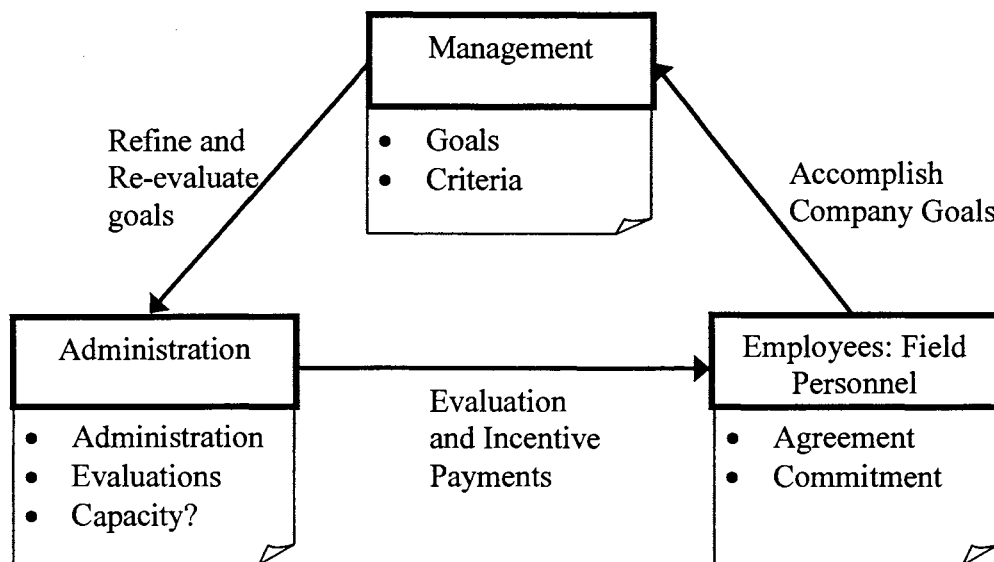 Management
• Goals
• Criteria
Refine and
Re-evaluate
goals
Accomplish
Company Goals
Administration
• Administration
• Evaluations
• Capacity?
Evaluation
and Incentive
Payments
Employees: Field
Personnel
• Agreement
• Commitment